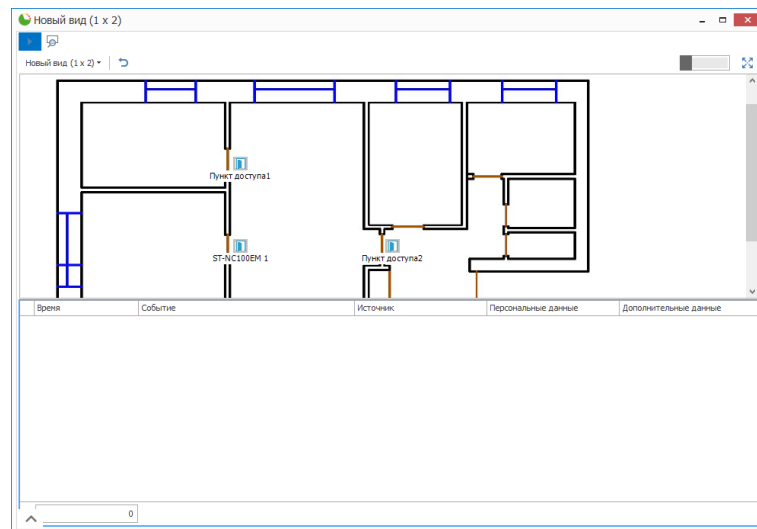 Новый вид (1 x 2)
Новый вид (1 x 2)
Пункт доступа1
ST-NC100EM 1
Пункт доступа2
Время
Событие
Источник
Персональные данные
Дополнительные данные
0